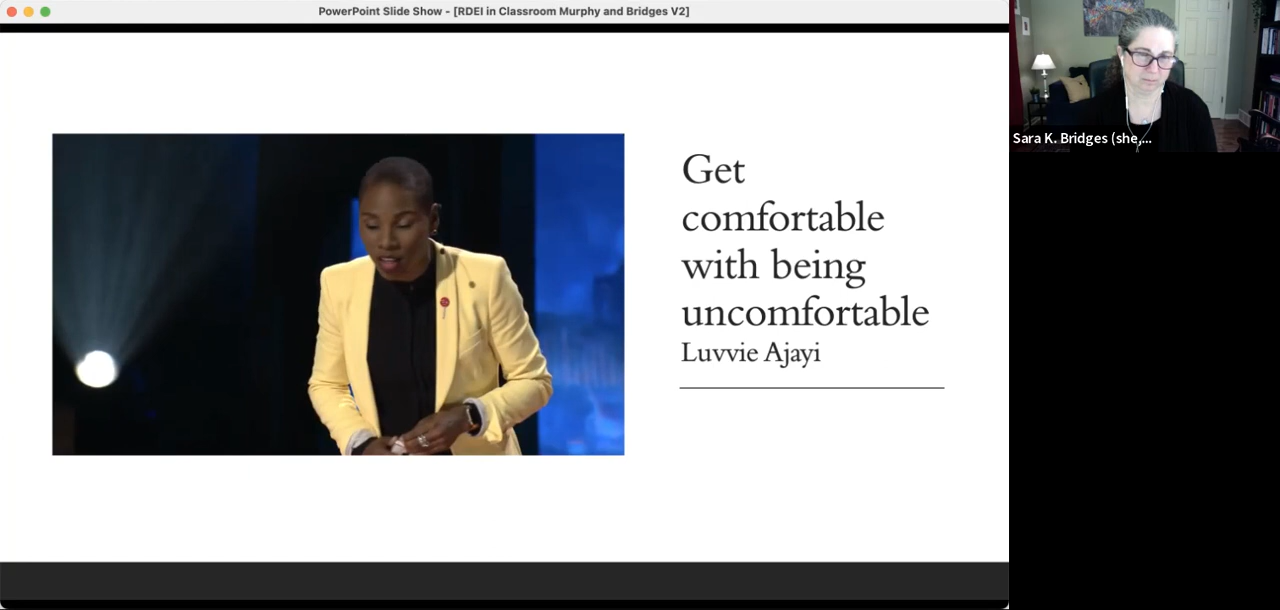 PowerPoint Slide Show - [RDEI in Classroom Murphy and Bridges V2]
Get
comfortable
with being
uncomfortable
Luvvie Ajayi
Sara K. Bridges (she,...